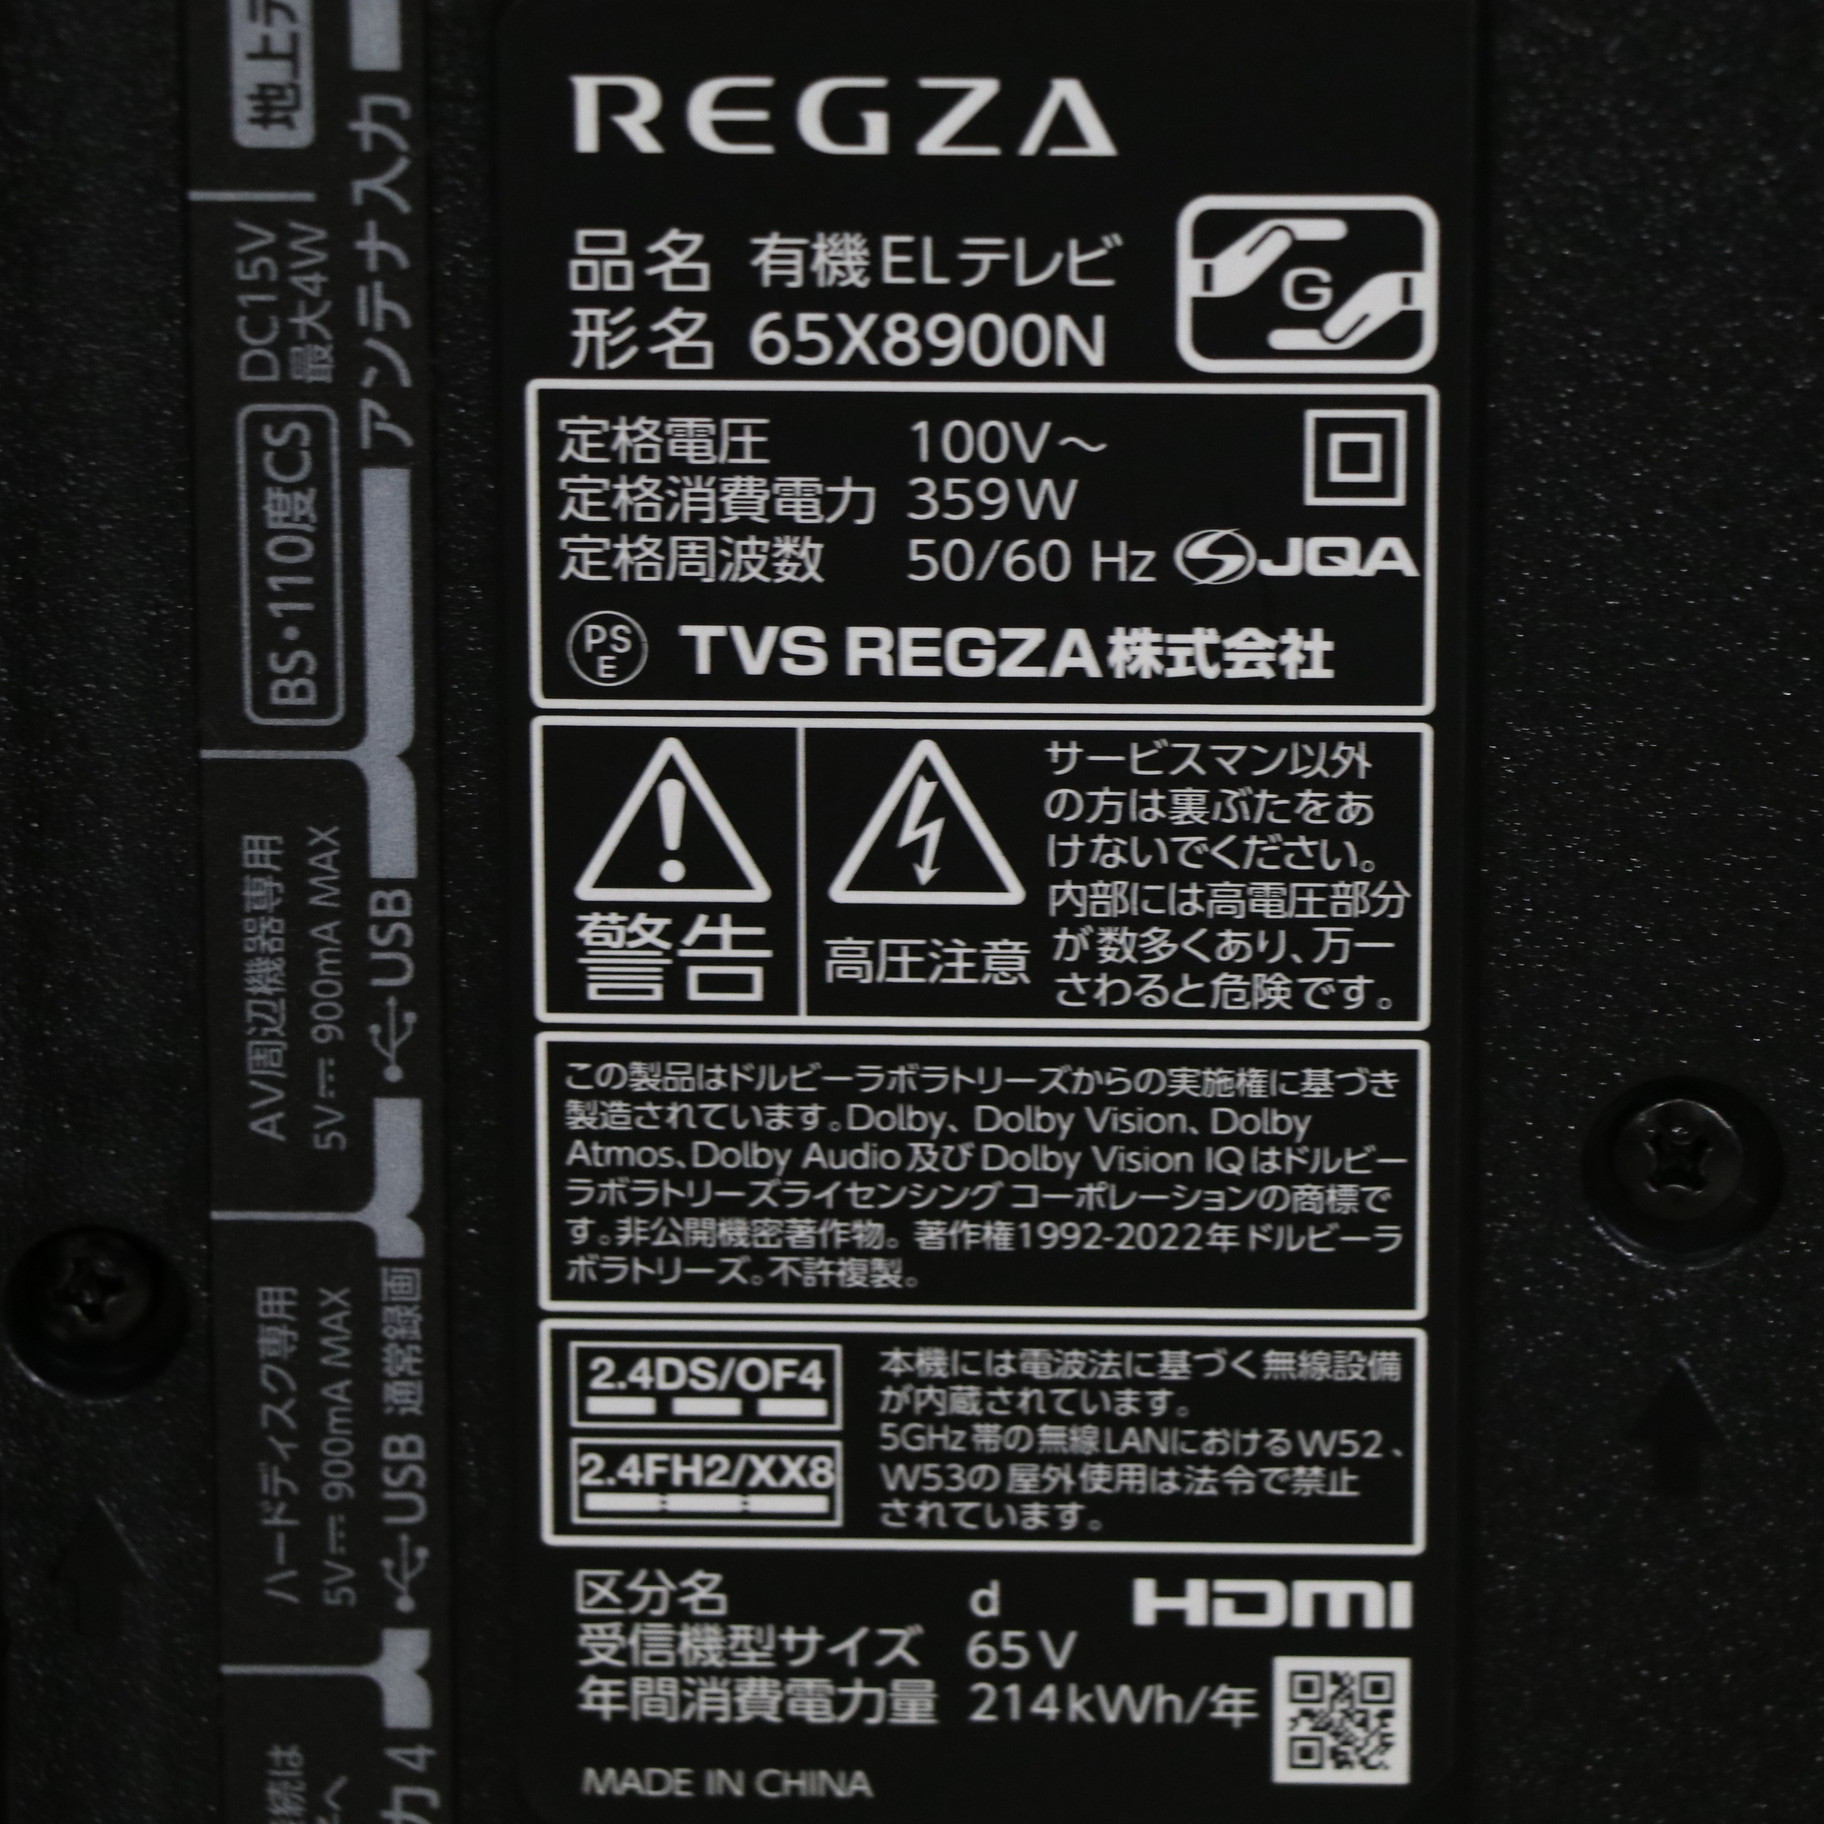 REGZA
品名 有機ELテレビ
形名 65X8900N
G
定格電圧 100V〜
定格消費電力 359W
定格周波数 50/60 Hz
JQA
PS
E
TVS REGZA株式会社
警告
高圧注意
サービスマン以外
の方は裏ぶたをあ
けないでください。
内部には高電圧部分
が数多くあり、万一
さわると危険です。
この製品はドルビーラボラトリーズからの実施権に基づき
製造されています。Dolby、Dolby Vision、Dolby
Atmos、Dolby Audio及びDolby Vision IQはドルビー
ラボラトリーズライセンシング コーポレーションの商標で
す。非公開機密著作物。著作権1992-2022年ドルビーラ
ボラトリーズ。不許複製。
2.4DS/OF4
2.4FH2/XX8
本機には電波法に基づく無線設備
が内蔵されています。
5GHz帯の無線LANにおけるW52、
W53の屋外使用は法令で禁止
されています。
区分名 d
HDMI
受信機型サイズ 65V
年間消費電力量 214kWh/年
MADE IN CHINA
地上デ
アンテナ入力
DC15V
最大4W
BS・110度CS
AV周辺機器専用
5V⎓900mA MAX
USB
ハードディスク専用
5V⎓900mA MAX
USB 通常録画
力4
続は
へ